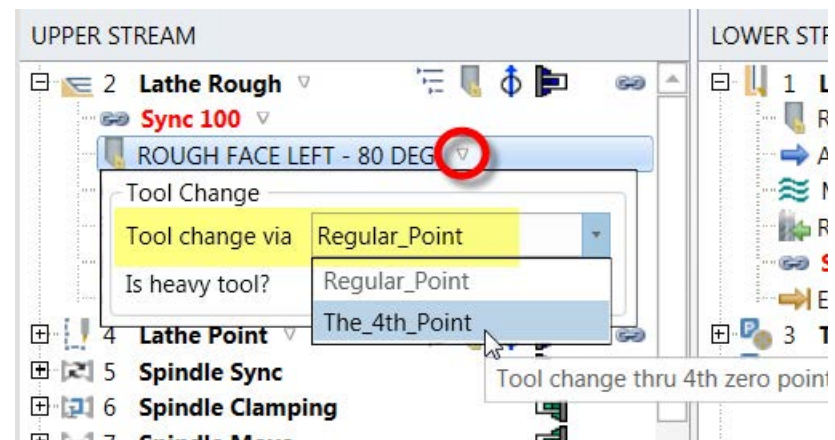 UPPER STREAM
LOWER STR
2 Lathe Rough
1
Sync 100
ROUGH FACE LEFT - 80 DEG
Tool Change
Tool change via Regular_Point
Is heavy tool? Regular_Point
The_4th_Point
4 Lathe Point
3
Tool change thru 4th zero point
5 Spindle Sync
6 Spindle Clamping